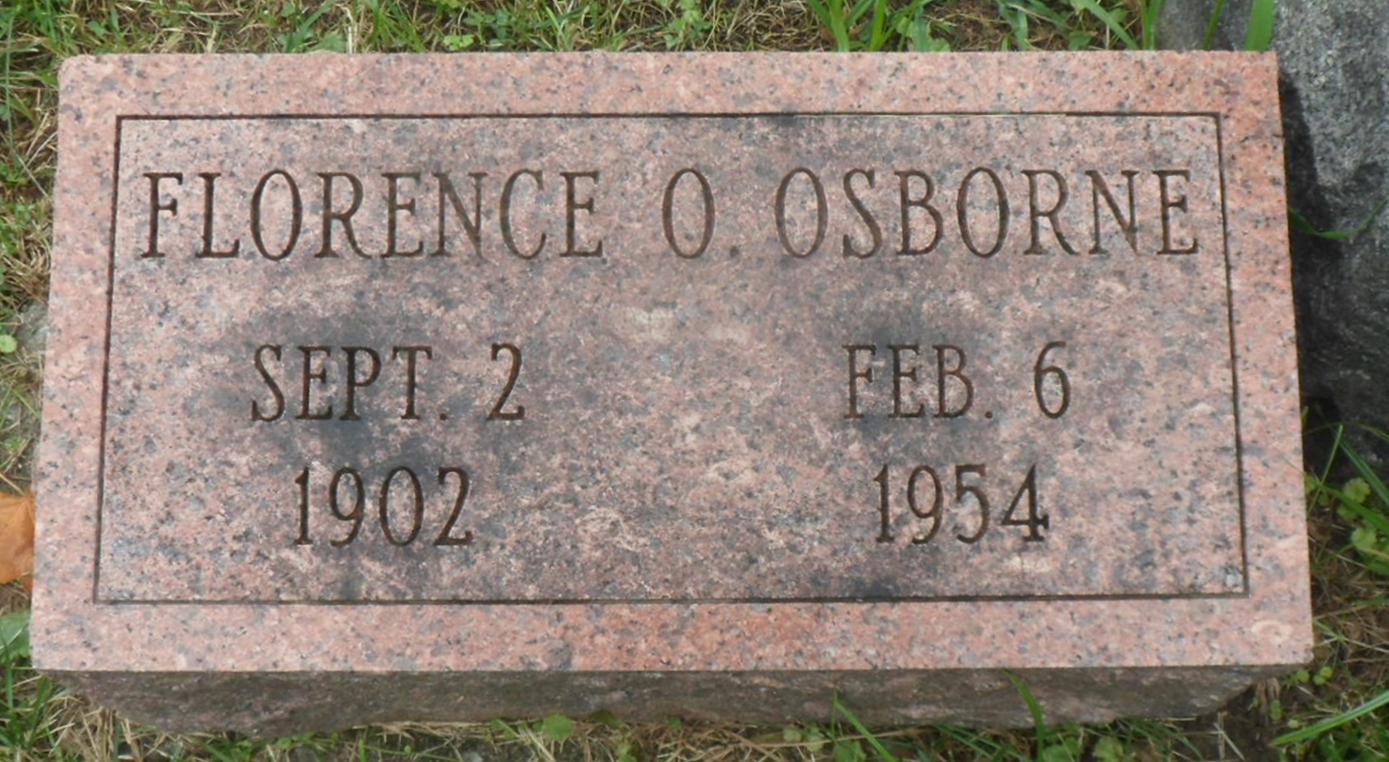 FLORENCE O. OSBORNE
SEPT. 2 FEB. 6
1902 1954